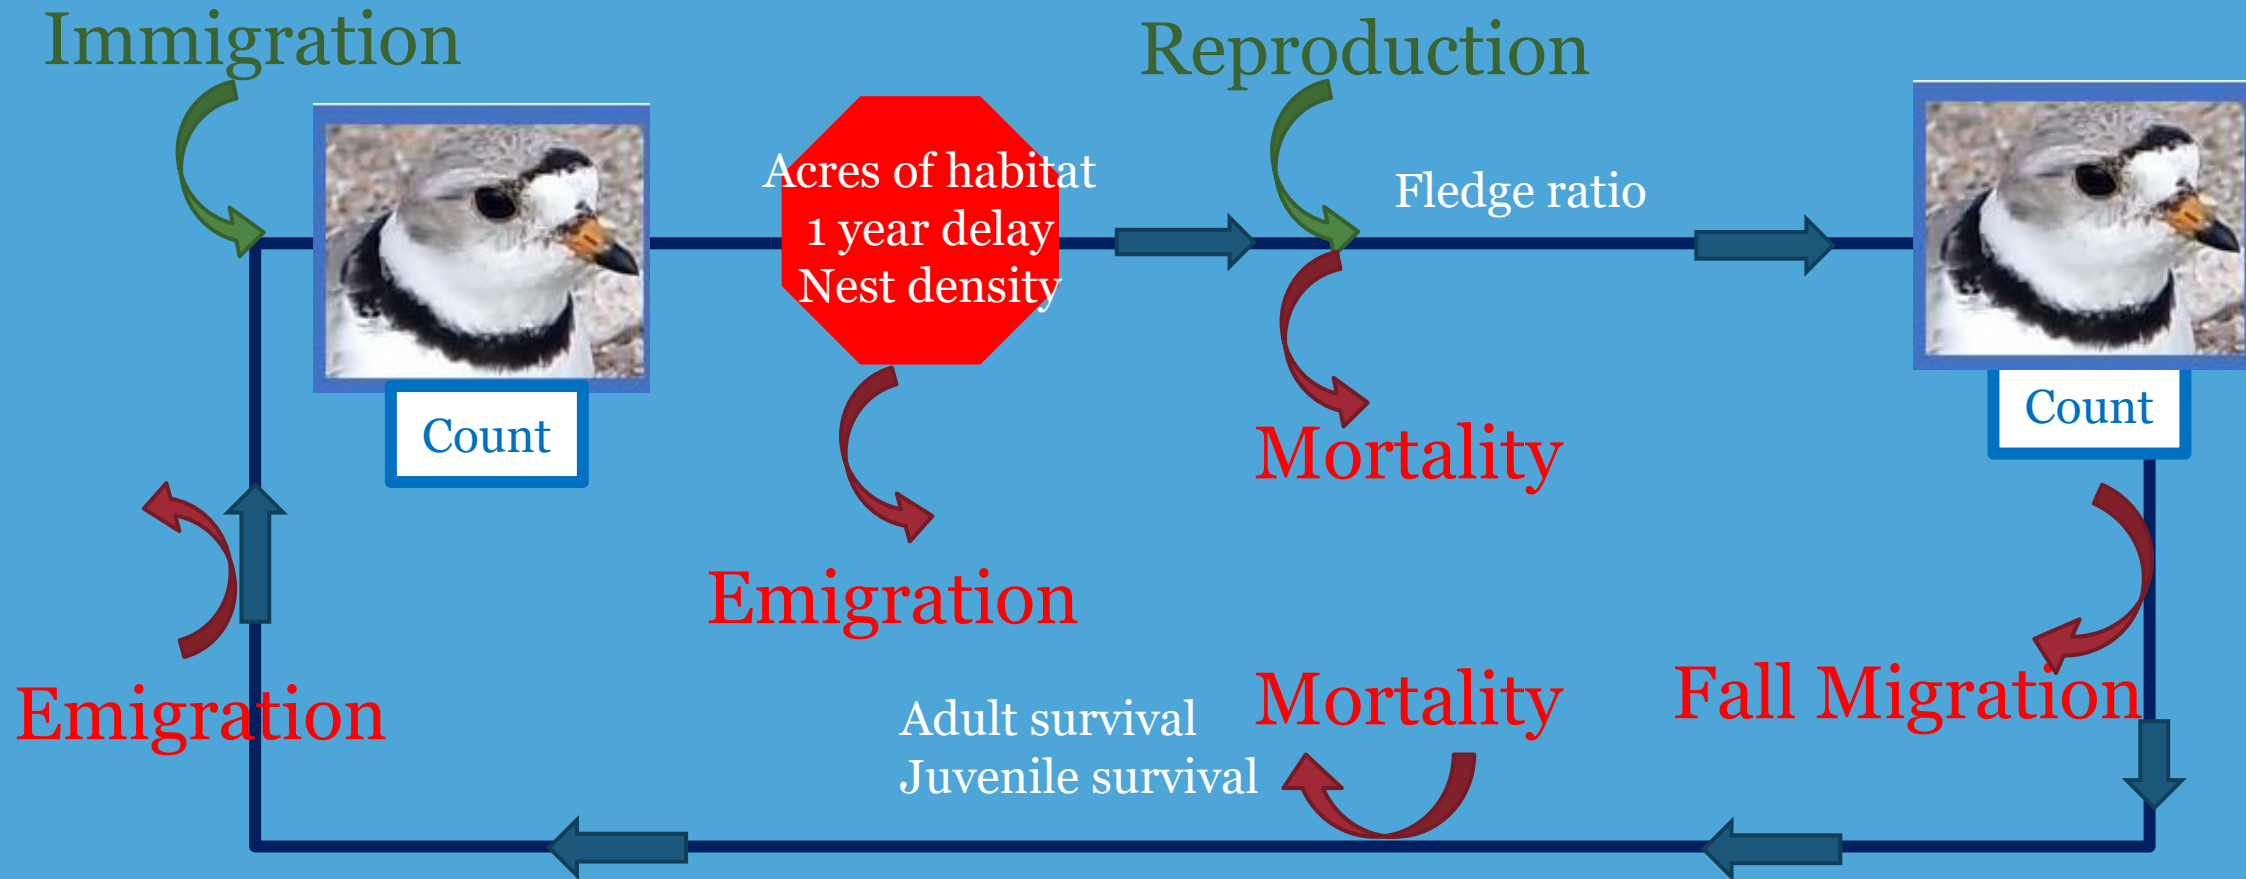 Immigration
Reproduction
Acres of habitat
1 year delay
Nest density
Fledge ratio
Count
Count
Mortality
Emigration
Emigration
Adult survival
Juvenile survival
Mortality
Fall Migration